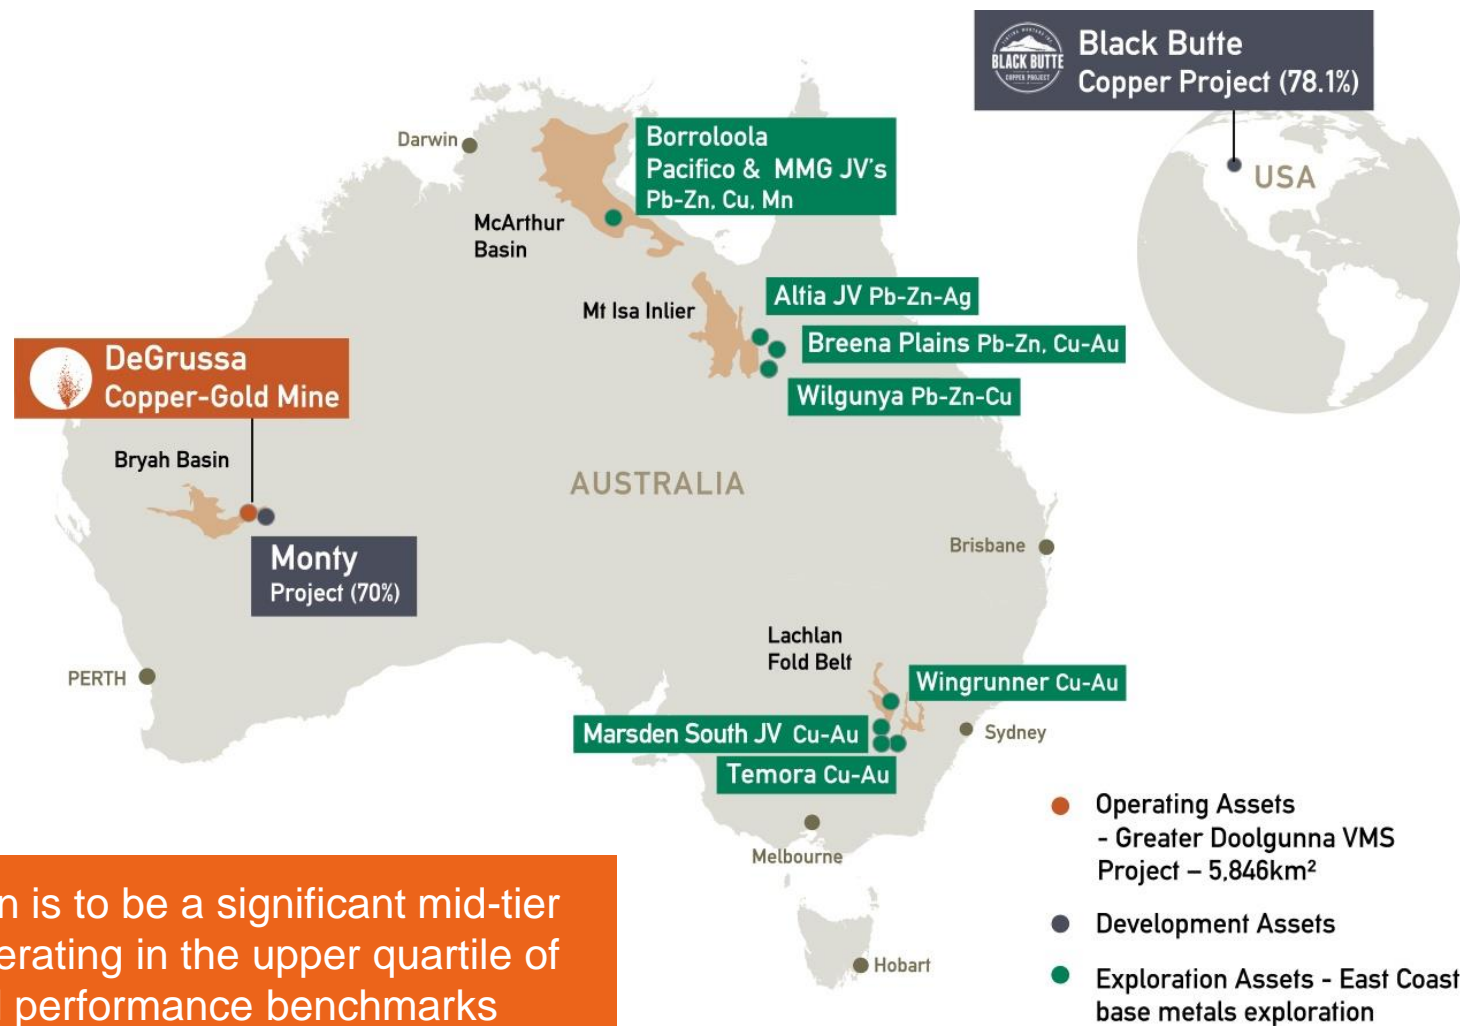 BLACK BUTTE
COPPER PROJECT
Black Butte
Copper Project (78.1%)
USA
Darwin
Borroloola
Pacifico & MMG JV's
Pb-Zn, Cu, Mn
McArthur
Basin
Mt Isa Inlier
Altia JV Pb-Zn-Ag
Breena Plains Pb-Zn, Cu-Au
Wilgunya Pb-Zn-Cu
DeGrussa
Copper-Gold Mine
Bryah Basin
AUSTRALIA
Monty
Project (70%)
Brisbane
PERTH
Lachlan
Fold Belt
Wingrunner Cu-Au
Marsden South JV Cu-Au
Temora Cu-Au
Sydney
Melbourne
Hobart
Operating Assets
- Greater Doolgunna VMS
Project – 5,846km²
Development Assets
Exploration Assets - East Coast
base metals exploration
n is to be a significant mid-tier
erating in the upper quartile of
performance benchmarks